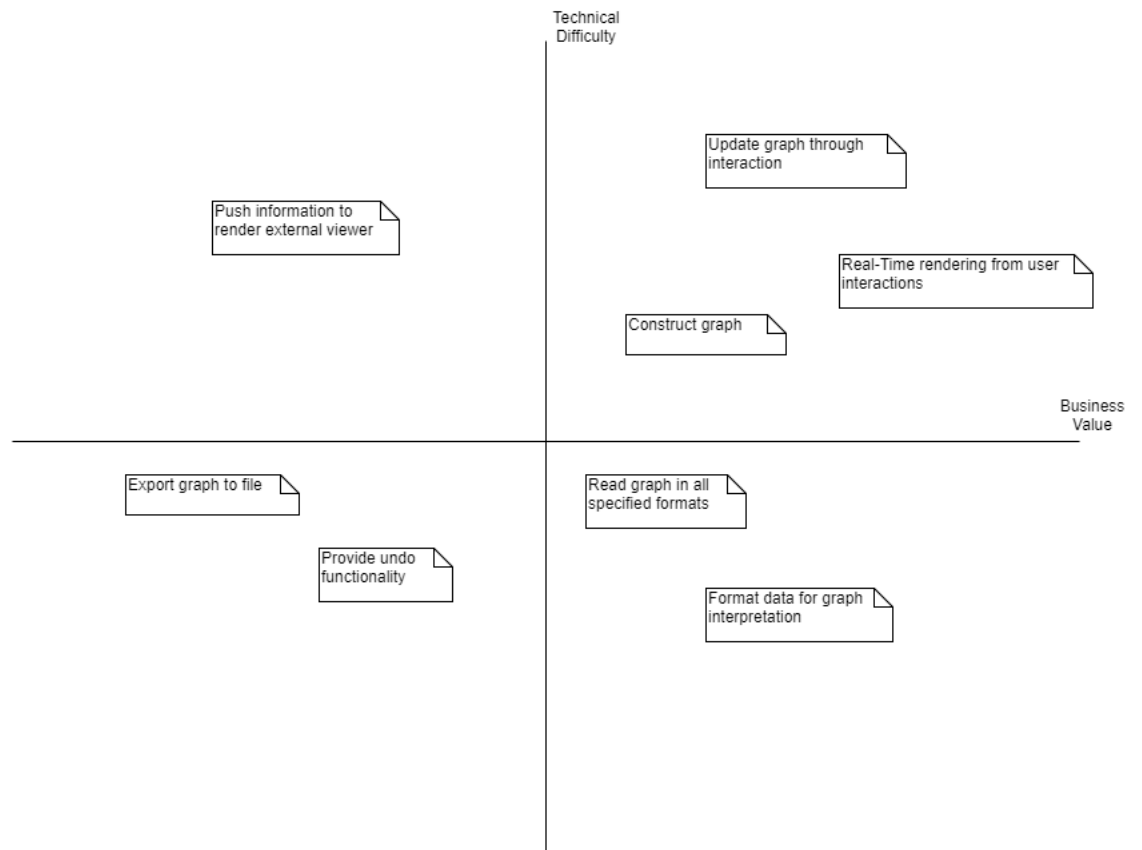 Technical
Difficulty
Update graph through
interaction
Push information to
render external viewer
Real-Time rendering from user
interactions
Construct graph
Business
Value
Export graph to file
Read graph in all
specified formats
Provide undo
functionality
Format data for graph
interpretation